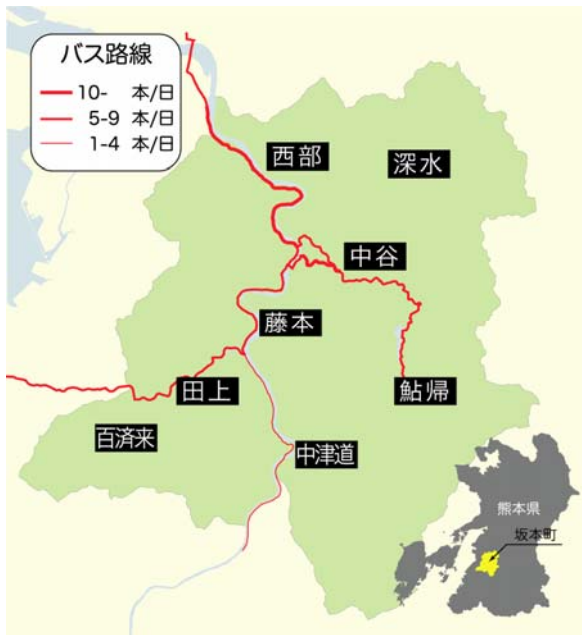 バス路線
10- 本/日
5-9 本/日
1-4 本/日
西部
深水
中谷
藤本
田上
鮎帰
百済来
中津道
熊本県
坂本町